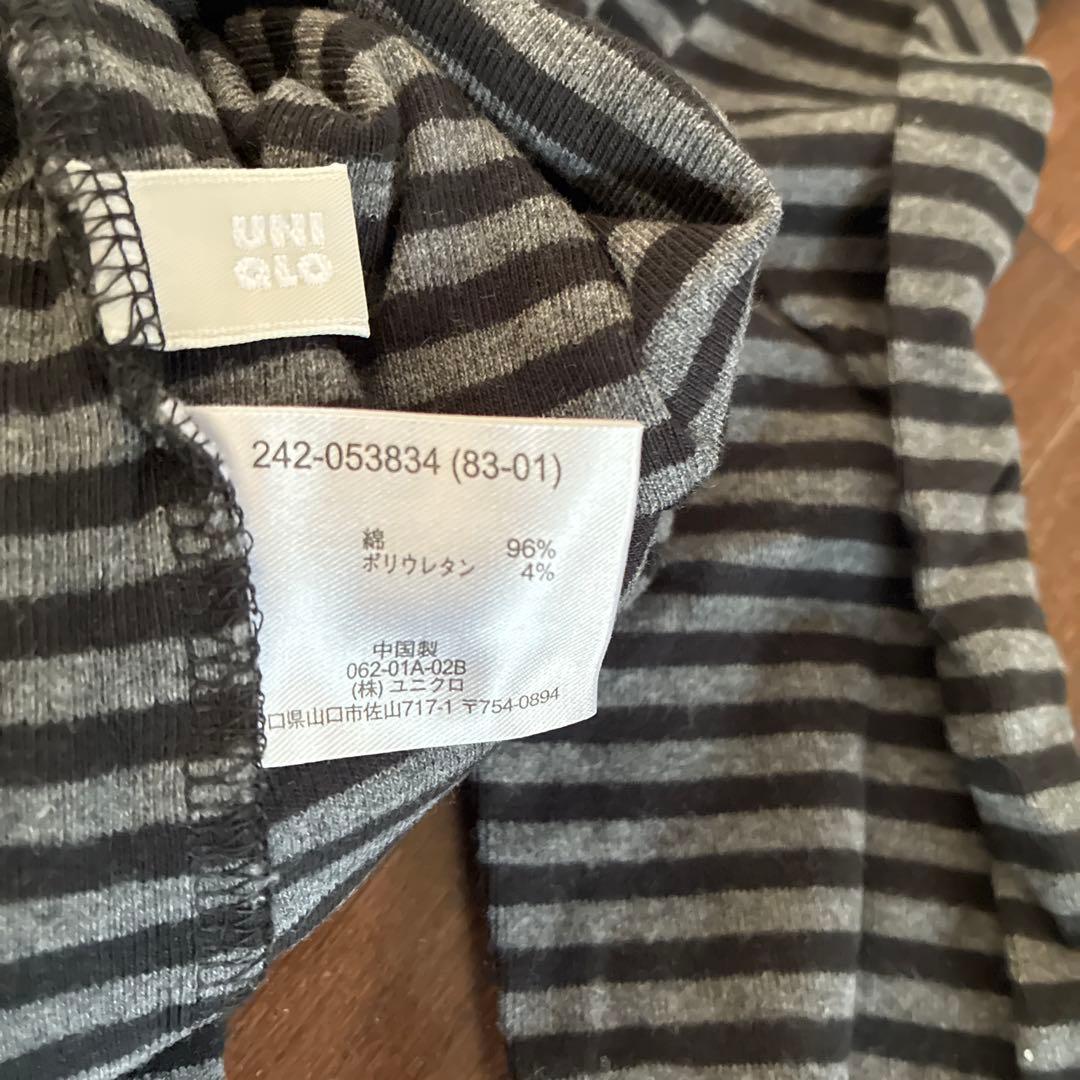 UNI
QLO
242-053834 (83-01)
綿 96%
ポリウレタン 4%
中国製
062-01A-02B
(株) ユニクロ
口県山口市佐山717-1 〒754-0894